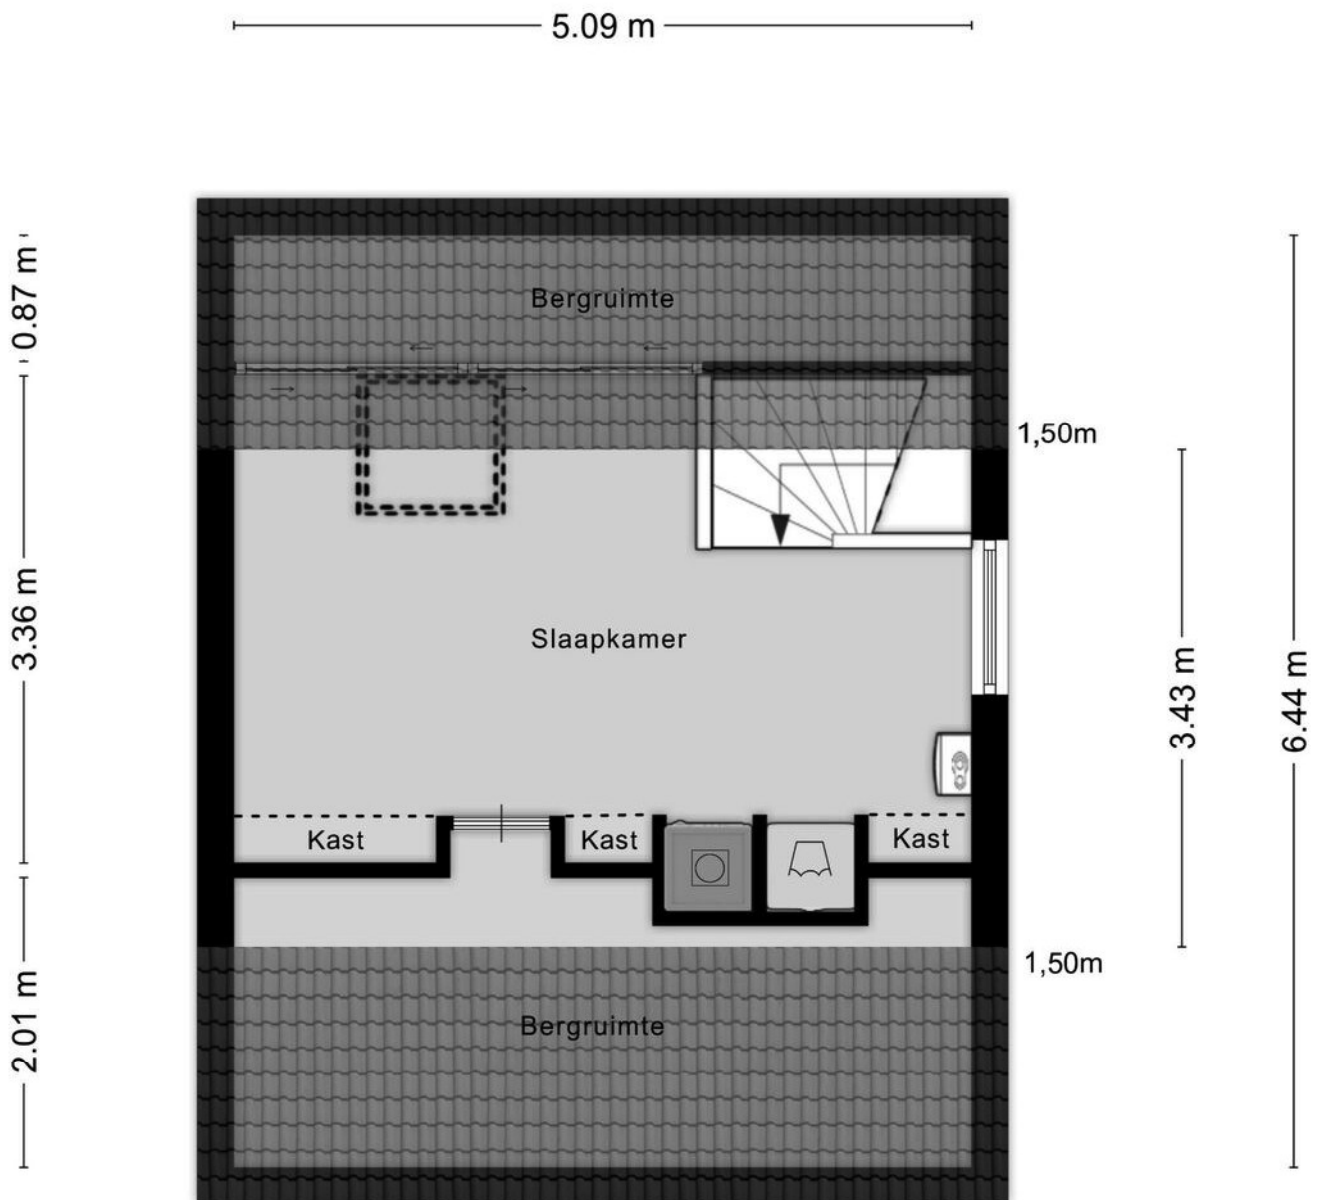 5.09 m
0.87 m
Bergruimte
1,50m
3.36 m
Slaapkamer
3.43 m
6.44 m
Kast
Kast
Kast
1,50m
2.01 m
Bergruimte